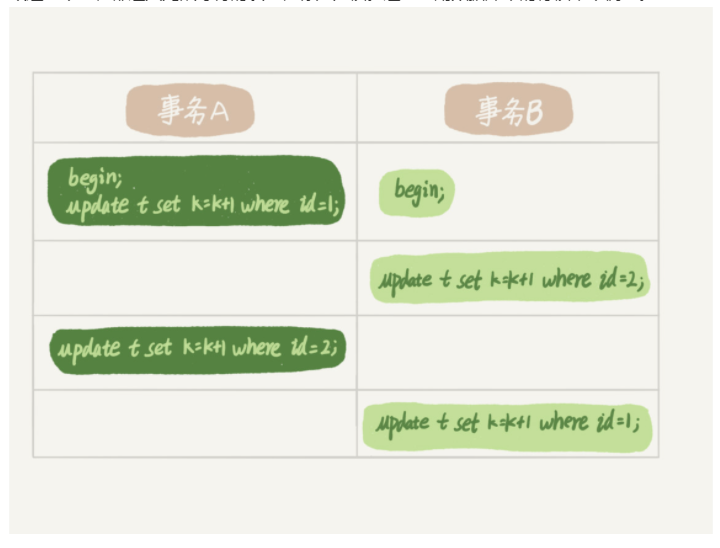 事务A
事务B
begin;
update t set k=k+1 where id=1;
begin;
update t set k=k+1 where id=2;
update t set k=k+1 where id=2;
update t set k=k+1 where id=1;